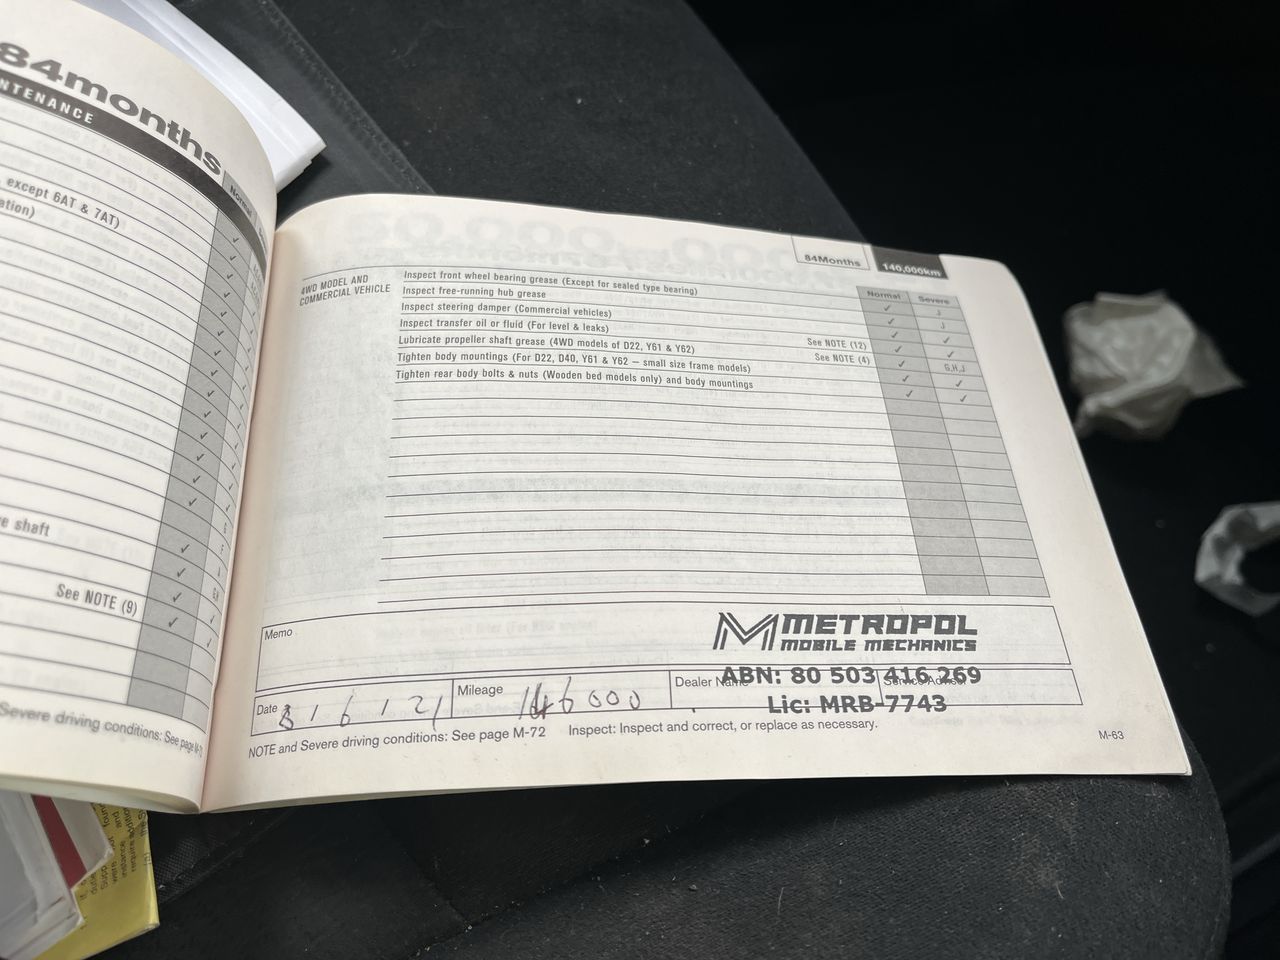 84months
NTENANCE
Normal
except 6AT & 7AT)
ation)
e shaft
See NOTE (9)
Severe driving conditions: See page M-7
84Months
140,000km
Normal
Severe
4WD MODEL AND
COMMERCIAL VEHICLE
Inspect front wheel bearing grease (Except for sealed type bearing) ✓ J
Inspect free-running hub grease ✓ J
Inspect steering damper (Commercial vehicles) ✓ ✓
Inspect transfer oil or fluid (For level & leaks) See NOTE (12) ✓ ✓
Lubricate propeller shaft grease (4WD models of D22, Y61 & Y62) See NOTE (4) ✓ G,H,J
Tighten body mountings (For D22, D40, Y61 & Y62 – small size frame models) ✓ ✓
Tighten rear body bolts & nuts (Wooden bed models only) and body mountings ✓ ✓
Memo
METROPOL
MOBILE MECHANICS
ABN: 80 503 416 269
Lic: MRB-7743
Date
/ 6 / 21
Mileage
146000
Dealer Name
Service Advisor
NOTE and Severe driving conditions: See page M-72
Inspect: Inspect and correct, or replace as necessary.
M-63